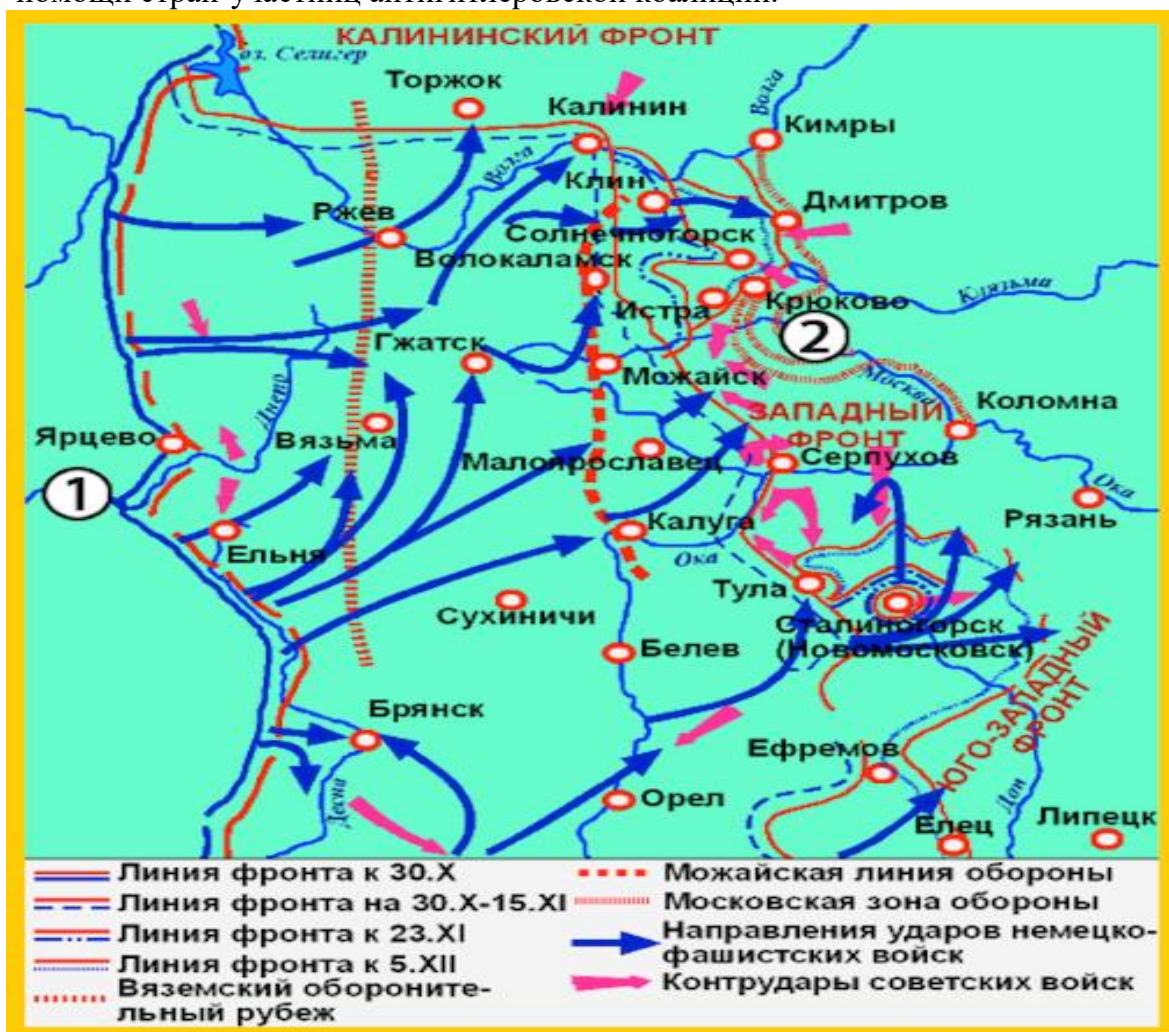 помощи стран-участниц антигитлеровской коалиции.
КАЛИНИНСКИЙ ФРОНТ
оз. Селигер
Торжок
Калинин
Волга
Кимры
Волга
Клин
Дмитров
Ржев
Солнечногорск
Волокаламск
Клязьма
Истра
Крюково
2
Гжатск
Можайск
Москва
Днепр
Коломна
ЗАПАДНЫЙ
ФРОНТ
Ярцево
Вязьма
Малоярославец
Серпухов
1
Ока
Рязань
Калуга
Ельня
Ока
Тула
Сухиничи
Сталиногорск
(Новомосковск)
Белев
ЮГО-ЗАПАДНЫЙ
ФРОНТ
Брянск
Ефремов
Десна
Орел
Дон
Липецк
Елец
Линия фронта к 30.X
Линия фронта на 30.X-15.XI
Линия фронта к 23.XI
Линия фронта к 5.XII
Вяземский обороните-
льный рубеж
Можайская линия обороны
Московская зона обороны
Направления ударов немецко-
фашистских войск
Контрудары советских войск